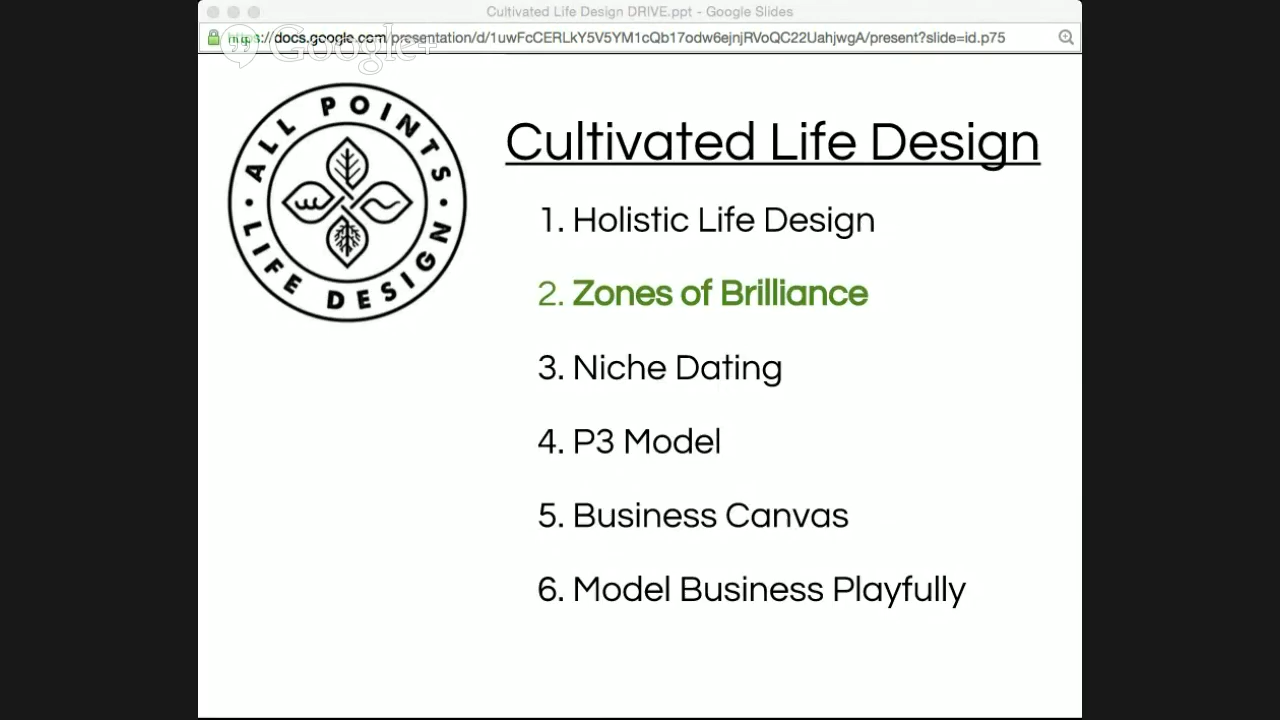 Cultivated Life Design DRIVE.ppt - Google Slides
https://docs.google.com/presentation/d/1uwFcCERLkY5V5YM1cQb17odw6ejnjRVoQC22UahjwgA/present?slide=id.p75
Google+
ALL POINTS
LIFE DESIGN
Cultivated Life Design
1. Holistic Life Design
2. Zones of Brilliance
3. Niche Dating
4. P3 Model
5. Business Canvas
6. Model Business Playfully